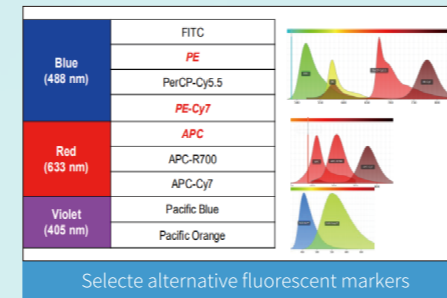 Blue
(488 nm)
FITC
PE
PerCP-Cy5.5
PE-Cy7
Red
(633 nm)
APC
APC-R700
APC-Cy7
Violet
(405 nm)
Pacific Blue
Pacific Orange
Selecte alternative fluorescent markers